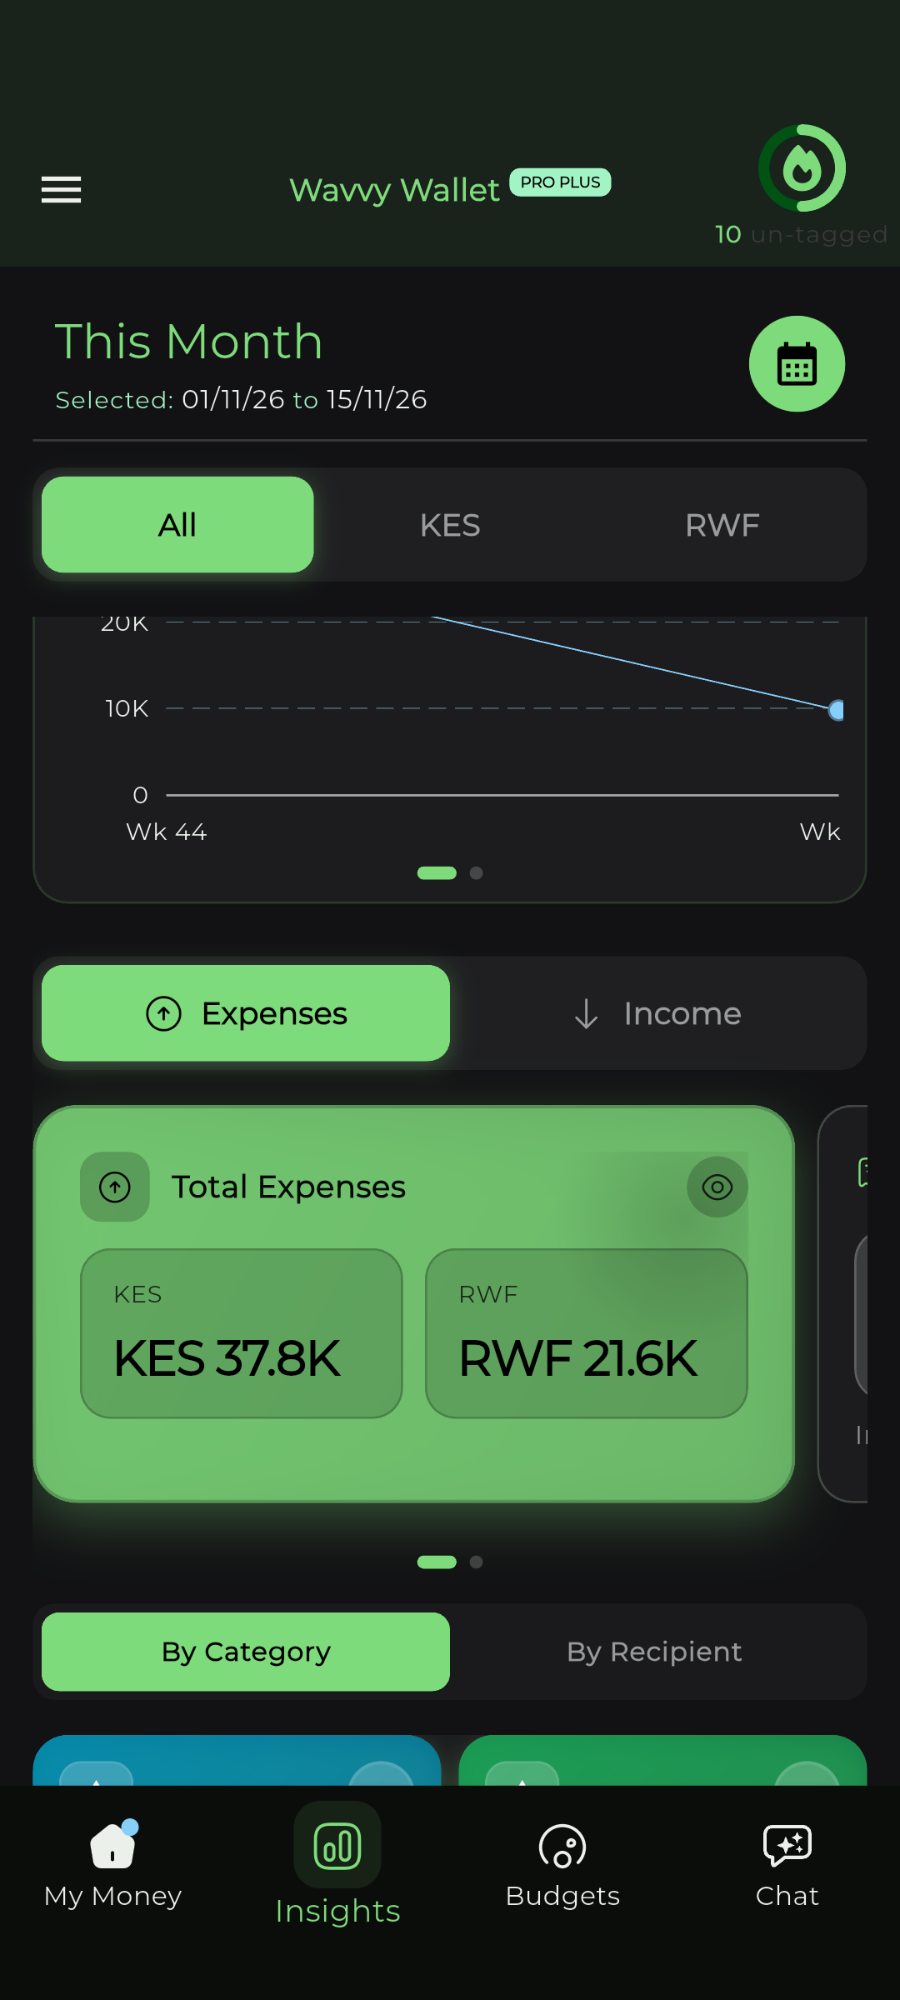 Wavvy Wallet PRO PLUS
10 un-tagged
This Month
Selected: 01/11/26 to 15/11/26
All KES RWF
20K
10K
0
Wk 44 Wk
Expenses Income
Total Expenses
KES RWF
KES 37.8K RWF 21.6K
By Category By Recipient
My Money Insights Budgets Chat